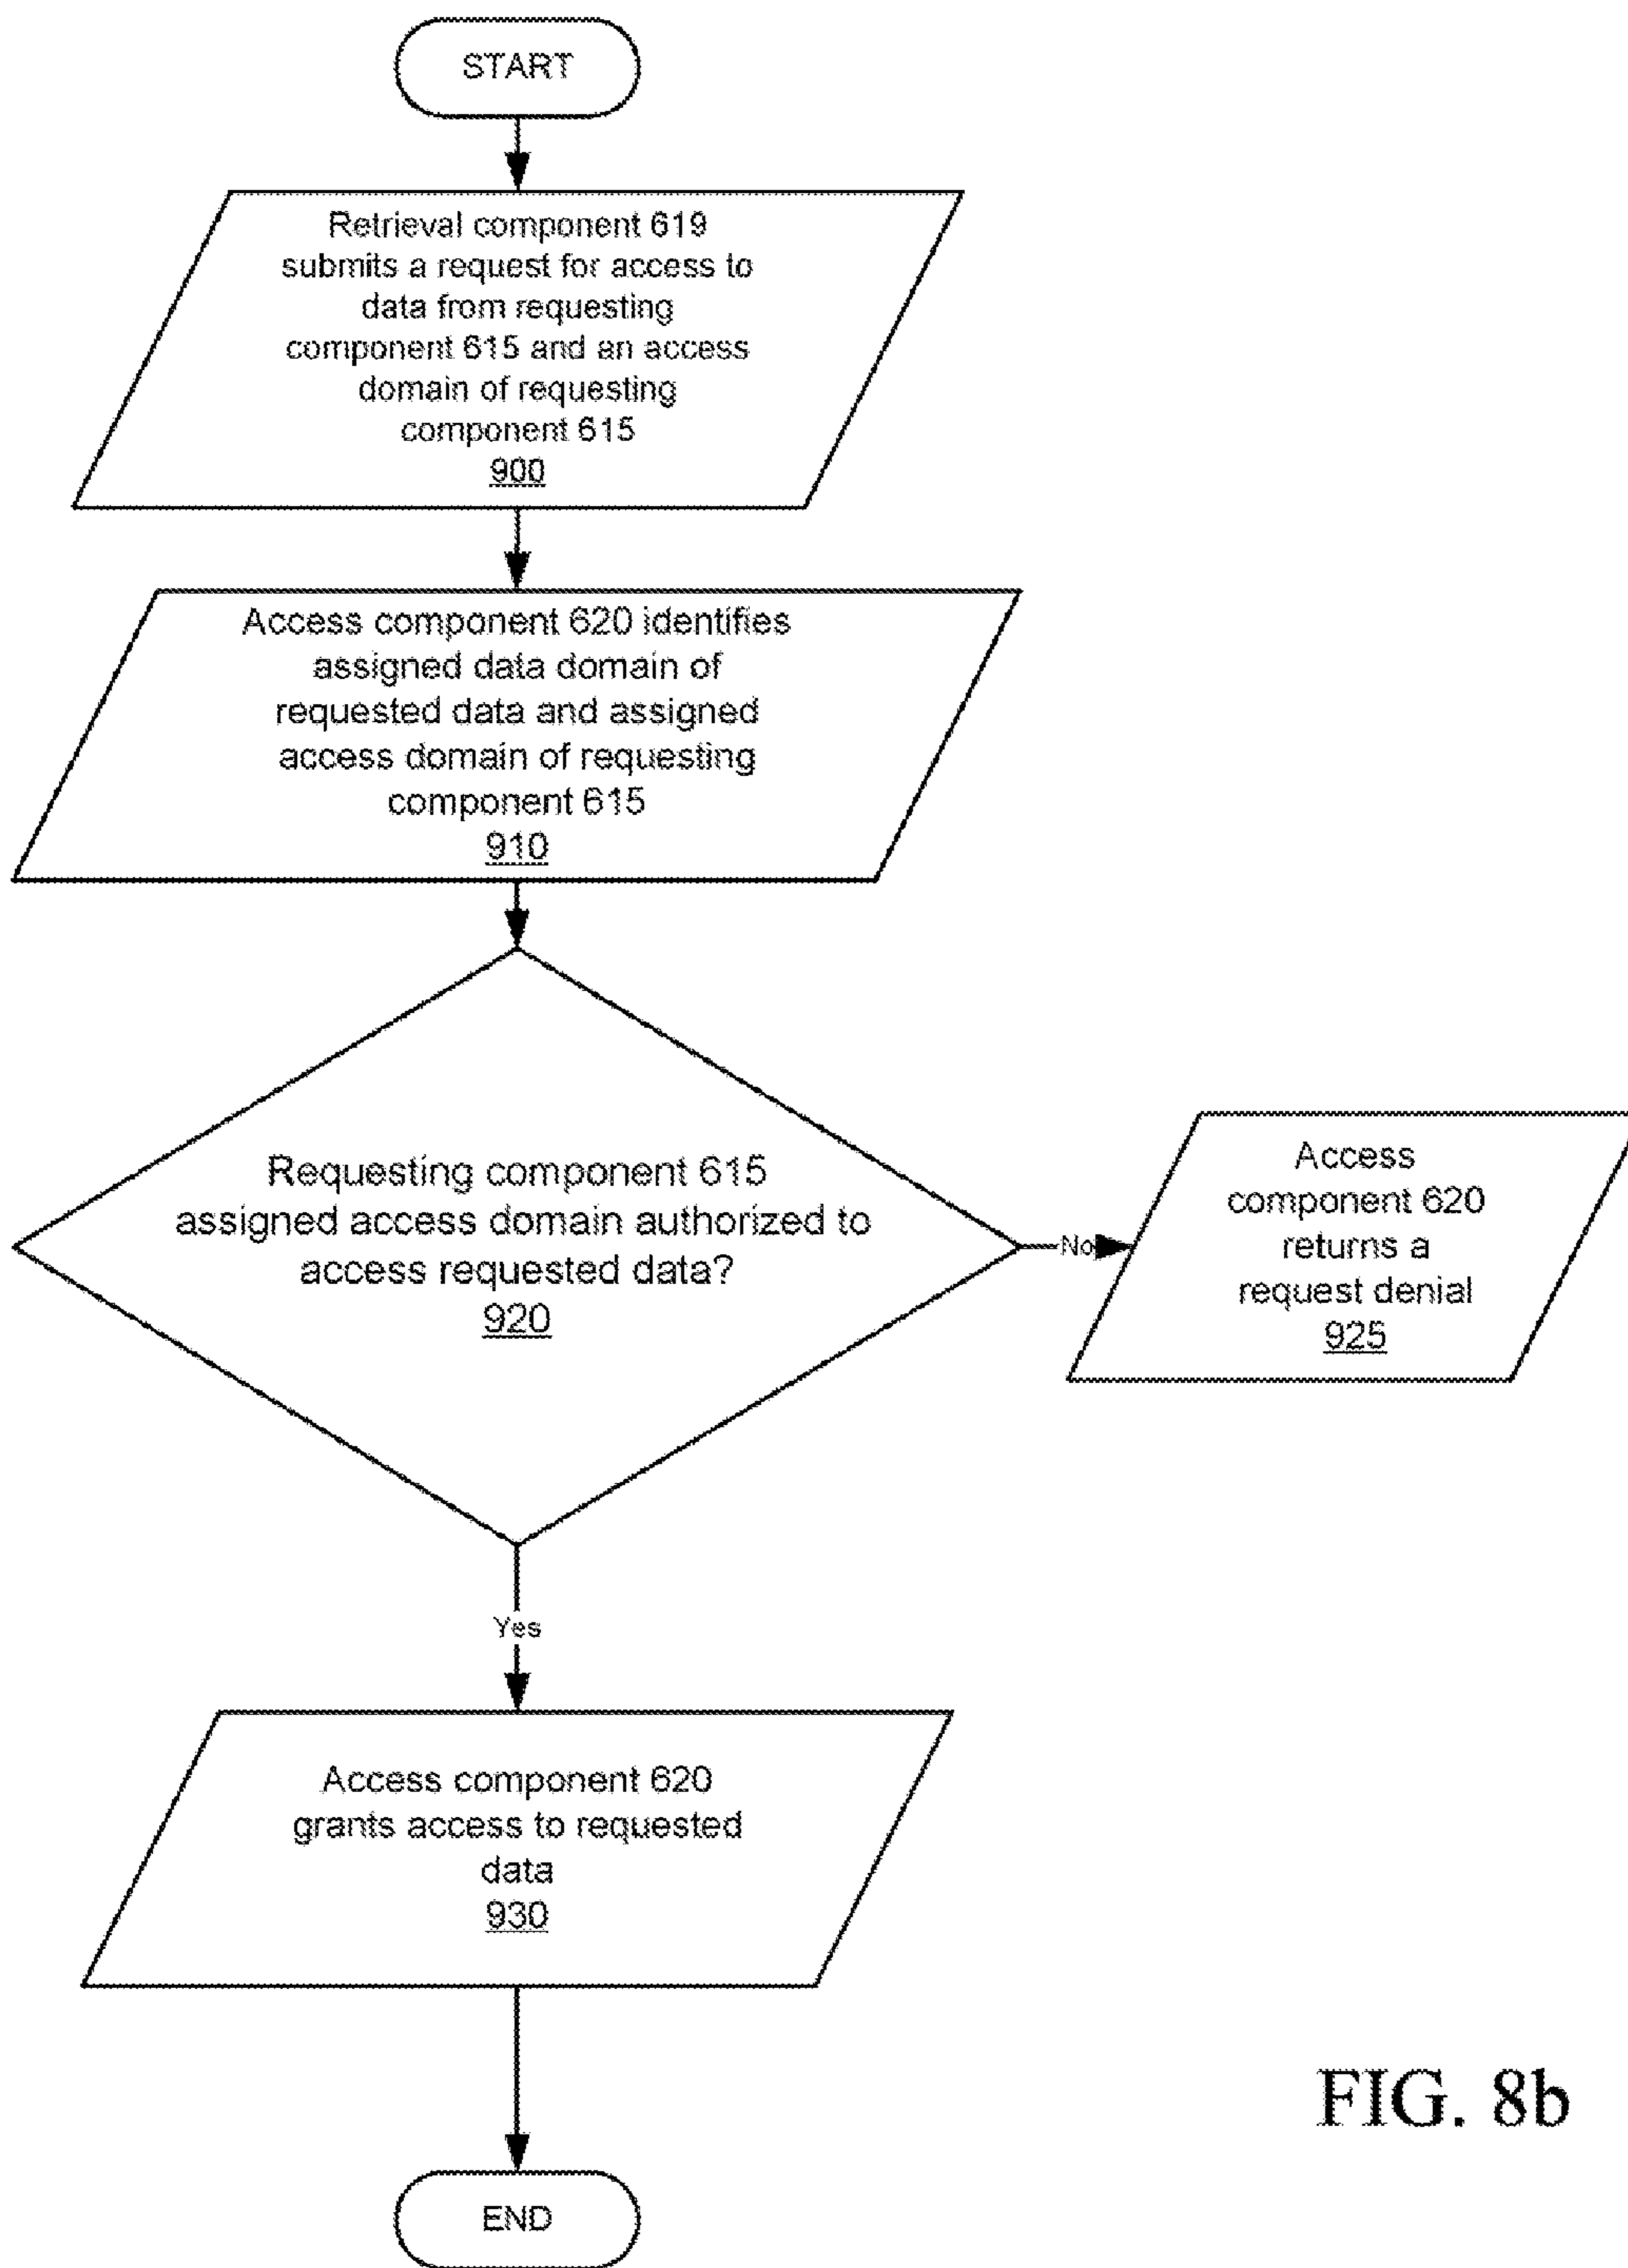 START
Retrieval component 619
submits a request for access to
data from requesting
component 615 and an access
domain of requesting
component 615
900
Access component 620 identifies
assigned data domain of
requested data and assigned
access domain of requesting
component 615
910
Requesting component 615
assigned access domain authorized to
access requested data?
920
No
Access
component 620
returns a
request denial
925
Yes
Access component 620
grants access to requested
data
930
END
FIG. 8b